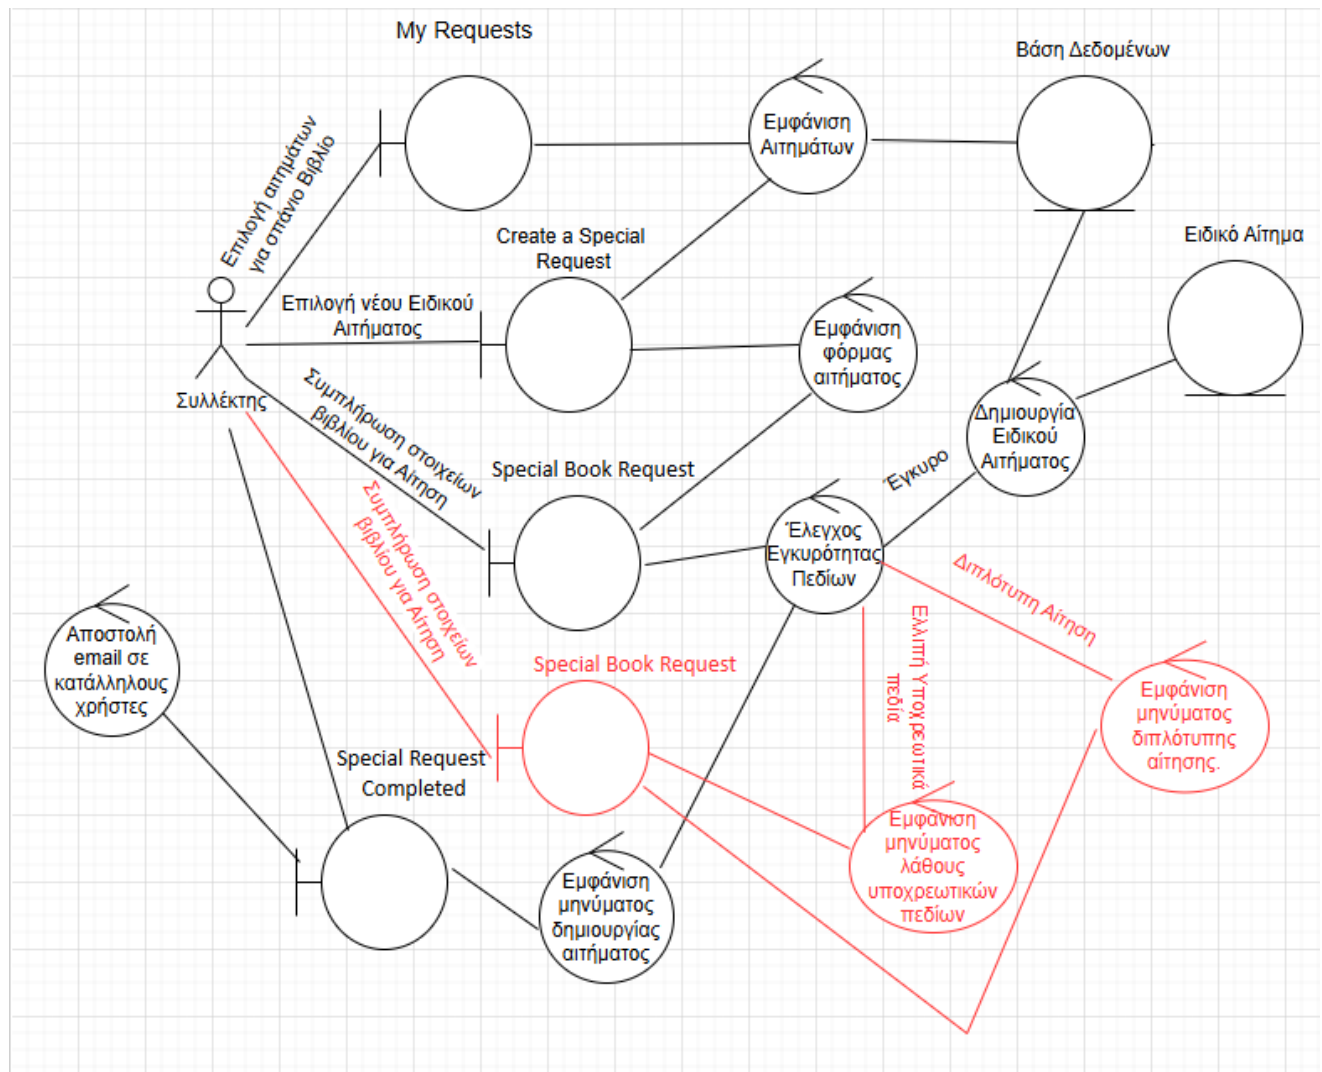 My Requests
Βάση Δεδομένων
Εμφάνιση
Αιτημάτων
Επιλογή αιτημάτων
για σπάνιο Βιβλίο
Create a Special
Request
Ειδικό Αίτημα
Επιλογή νέου Ειδικού
Αιτήματος
Εμφάνιση
φόρμας
αιτήματος
Συλλέκτης
Συμπλήρωση στοιχείων
βιβλίου για Αίτηση
Δημιουργία
Ειδικού
Αιτήματος
Special Book Request
Έγκυρο
Συμπλήρωση στοιχείων
βιβλίου για Αίτηση
Έλεγχος
Εγκυρότητας
Πεδίων
Διπλότυπη Αίτηση
Ελλιπή Υποχρεωτικά
πεδία
Αποστολή
email σε
κατάλληλους
χρήστες
Special Book Request
Εμφάνιση
μηνύματος
διπλότυπης
αίτησης.
Special Request
Completed
Εμφάνιση
μηνύματος
λάθους
υποχρεωτικών
πεδίων
Εμφάνιση
μηνύματος
δημιουργίας
αιτήματος